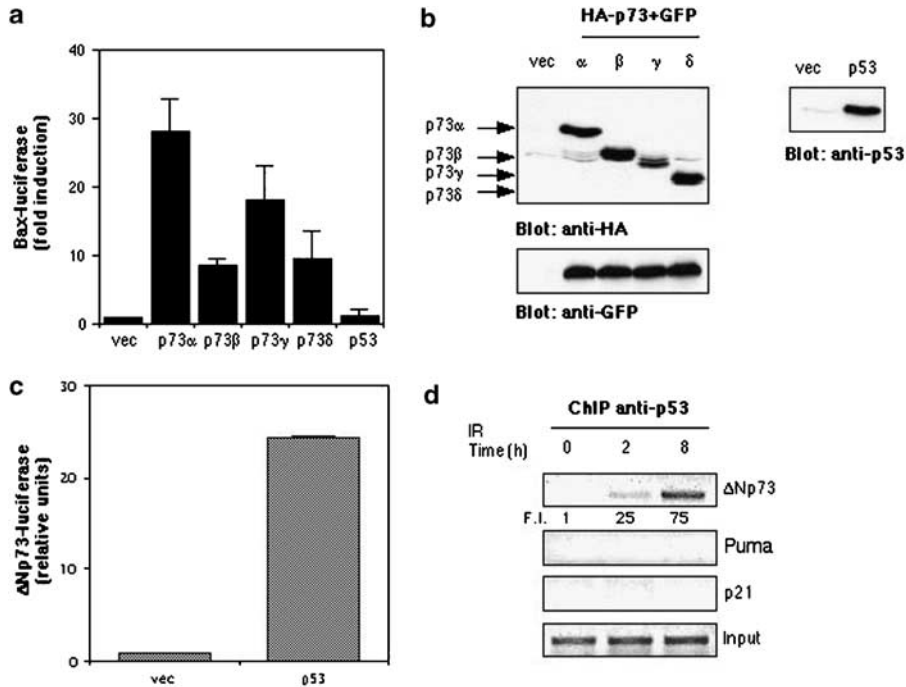 a
Bax-luciferase
(fold induction)
40
30
20
10
0
vec p73α p73β p73γ p73δ p53
b
HA-p73+GFP
vec α β γ δ
p73α
p73β
p73γ
p73δ
Blot: anti-HA
Blot: anti-GFP
vec p53
Blot: anti-p53
c
ΔNp73-luciferase
(relative units)
30
20
10
0
vec p53
d
ChIP anti-p53
IR
Time (h) 0 2 8
ΔNp73
F.I. 1 25 75
Puma
p21
Input